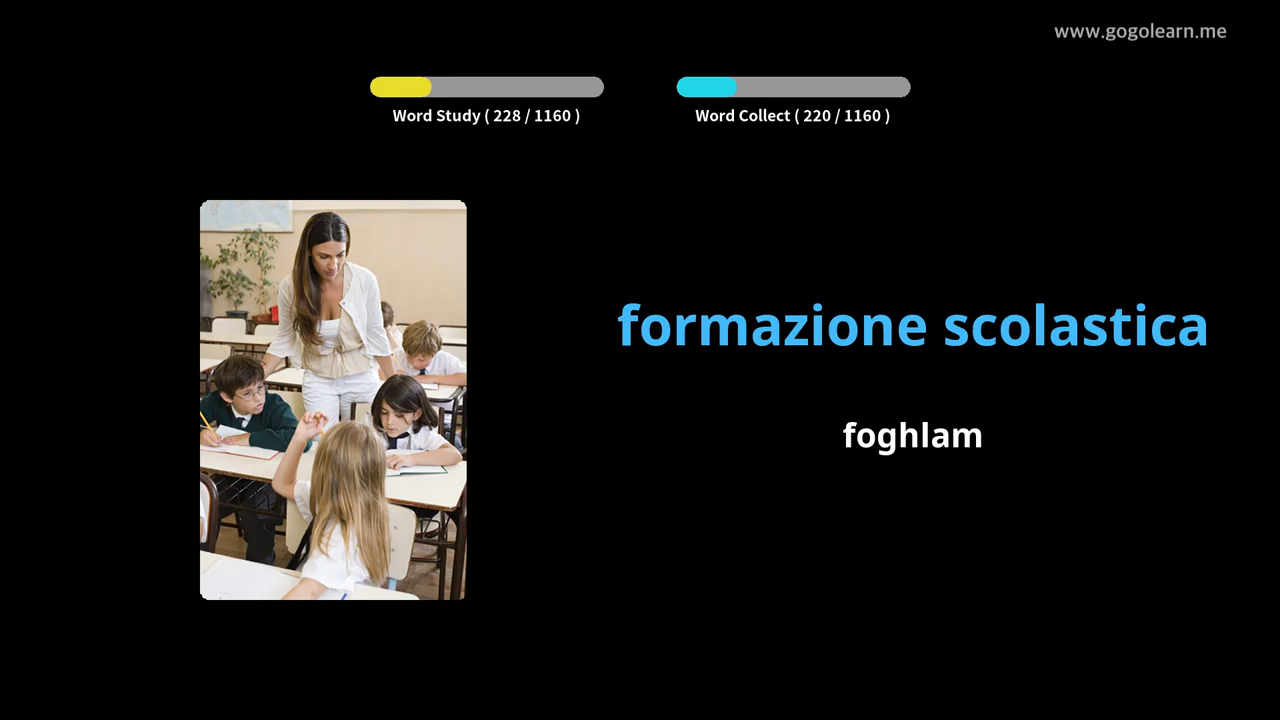 www.gogolearn.me
Word Study ( 228 / 1160 )
Word Collect ( 220 / 1160 )
formazione scolastica
foghlam